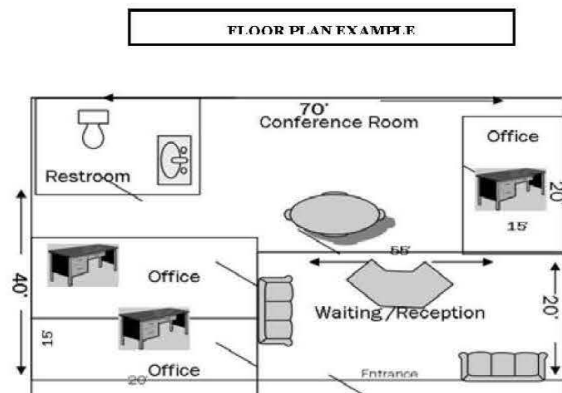 FLOOR PLAN EXAMPLE
70'
Conference Room
Office
Restroom
20'
15'
55'
40'
Office
20'
Waiting/Reception
15'
Office
Entrance
20'